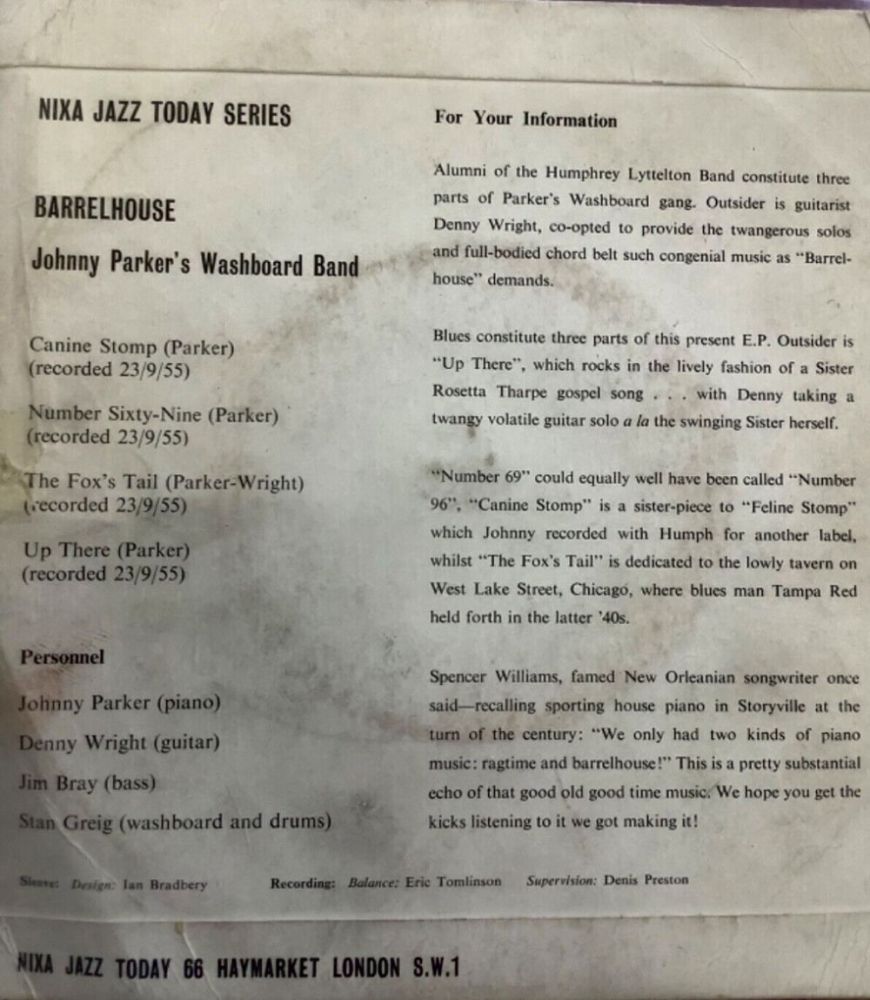 NIXA JAZZ TODAY SERIES
BARRELHOUSE
Johnny Parker's Washboard Band
Canine Stomp (Parker)
(recorded 23/9/55)
Number Sixty-Nine (Parker)
(recorded 23/9/55)
The Fox's Tail (Parker-Wright)
(recorded 23/9/55)
Up There (Parker)
(recorded 23/9/55)
Personnel
Johnny Parker (piano)
Denny Wright (guitar)
Jim Bray (bass)
Stan Greig (washboard and drums)
For Your Information
Alumni of the Humphrey Lyttelton Band constitute three
parts of Parker's Washboard gang. Outsider is guitarist
Denny Wright, co-opted to provide the twangerous solos
and full-bodied chord belt such congenial music as "Barrel-
house" demands.
Blues constitute three parts of this present E.P. Outsider is
"Up There", which rocks in the lively fashion of a Sister
Rosetta Tharpe gospel song . . . with Denny taking a
twangy volatile guitar solo a la the swinging Sister herself.
"Number 69" could equally well have been called "Number
96", "Canine Stomp" is a sister-piece to "Feline Stomp"
which Johnny recorded with Humph for another label,
whilst "The Fox's Tail" is dedicated to the lowly tavern on
West Lake Street, Chicago, where blues man Tampa Red
held forth in the latter '40s.
Spencer Williams, famed New Orleanian songwriter once
said—recalling sporting house piano in Storyville at the
turn of the century: "We only had two kinds of piano
music: ragtime and barrelhouse!" This is a pretty substantial
echo of that good old good time music. We hope you get the
kicks listening to it we got making it!
Sleeve: Design: Ian Bradbery Recording: Balance: Eric Tomlinson Supervision: Denis Preston
NIXA JAZZ TODAY 66 HAYMARKET LONDON S.W.1